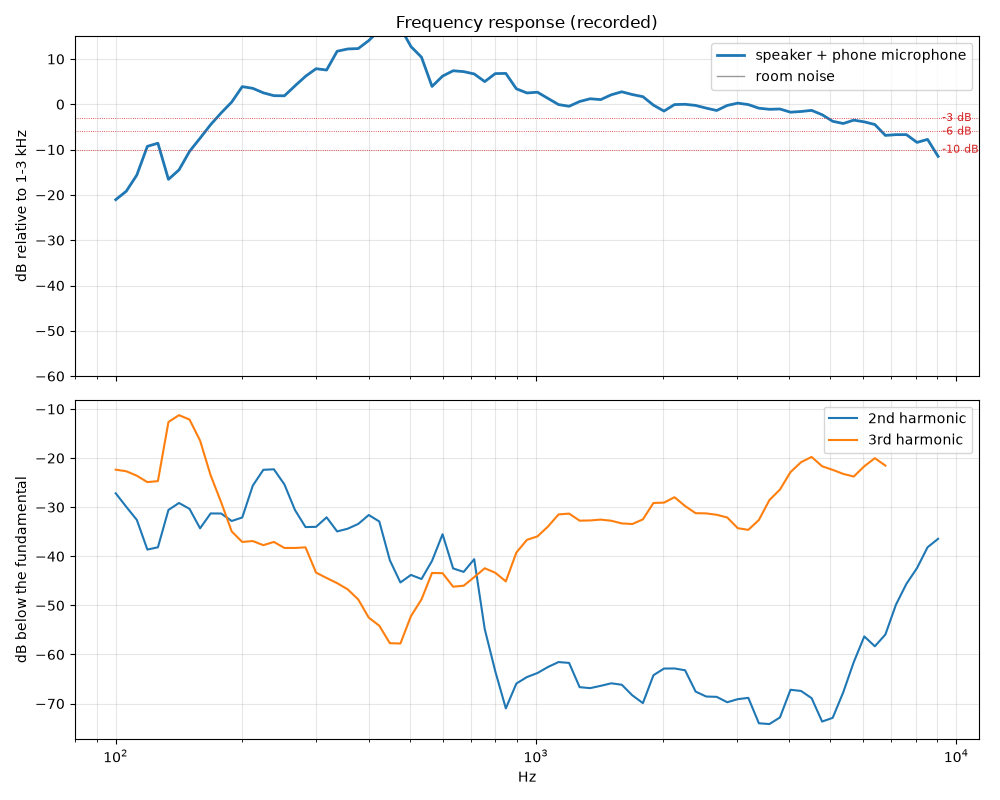 Frequency response (recorded)
speaker + phone microphone
room noise
dB relative to 1-3 kHz
10
0
−10
−20
−30
−40
−50
−60
-3 dB
-6 dB
-10 dB
2nd harmonic
3rd harmonic
dB below the fundamental
−10
−20
−30
−40
−50
−60
−70
10²
10³
10⁴
Hz